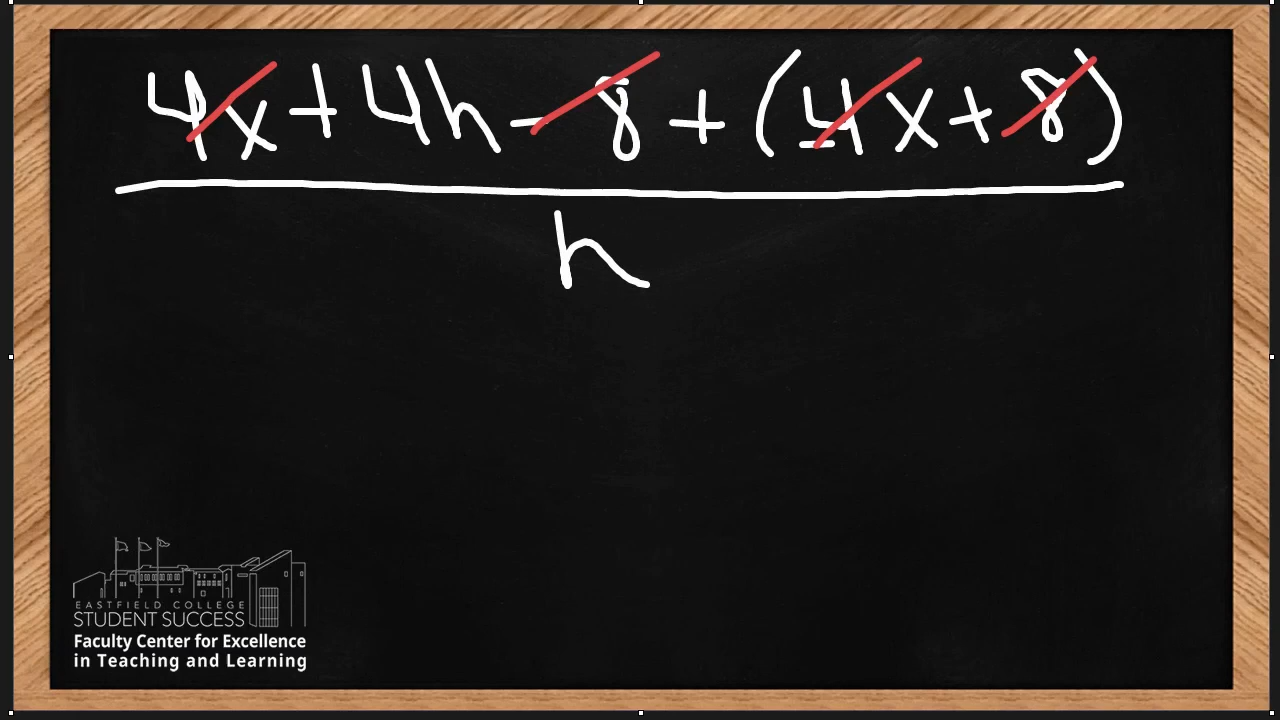 4x + 4h - 8 + (-4x + 8)
h
EASTFIELD COLLEGE
STUDENT SUCCESS
Faculty Center for Excellence
in Teaching and Learning